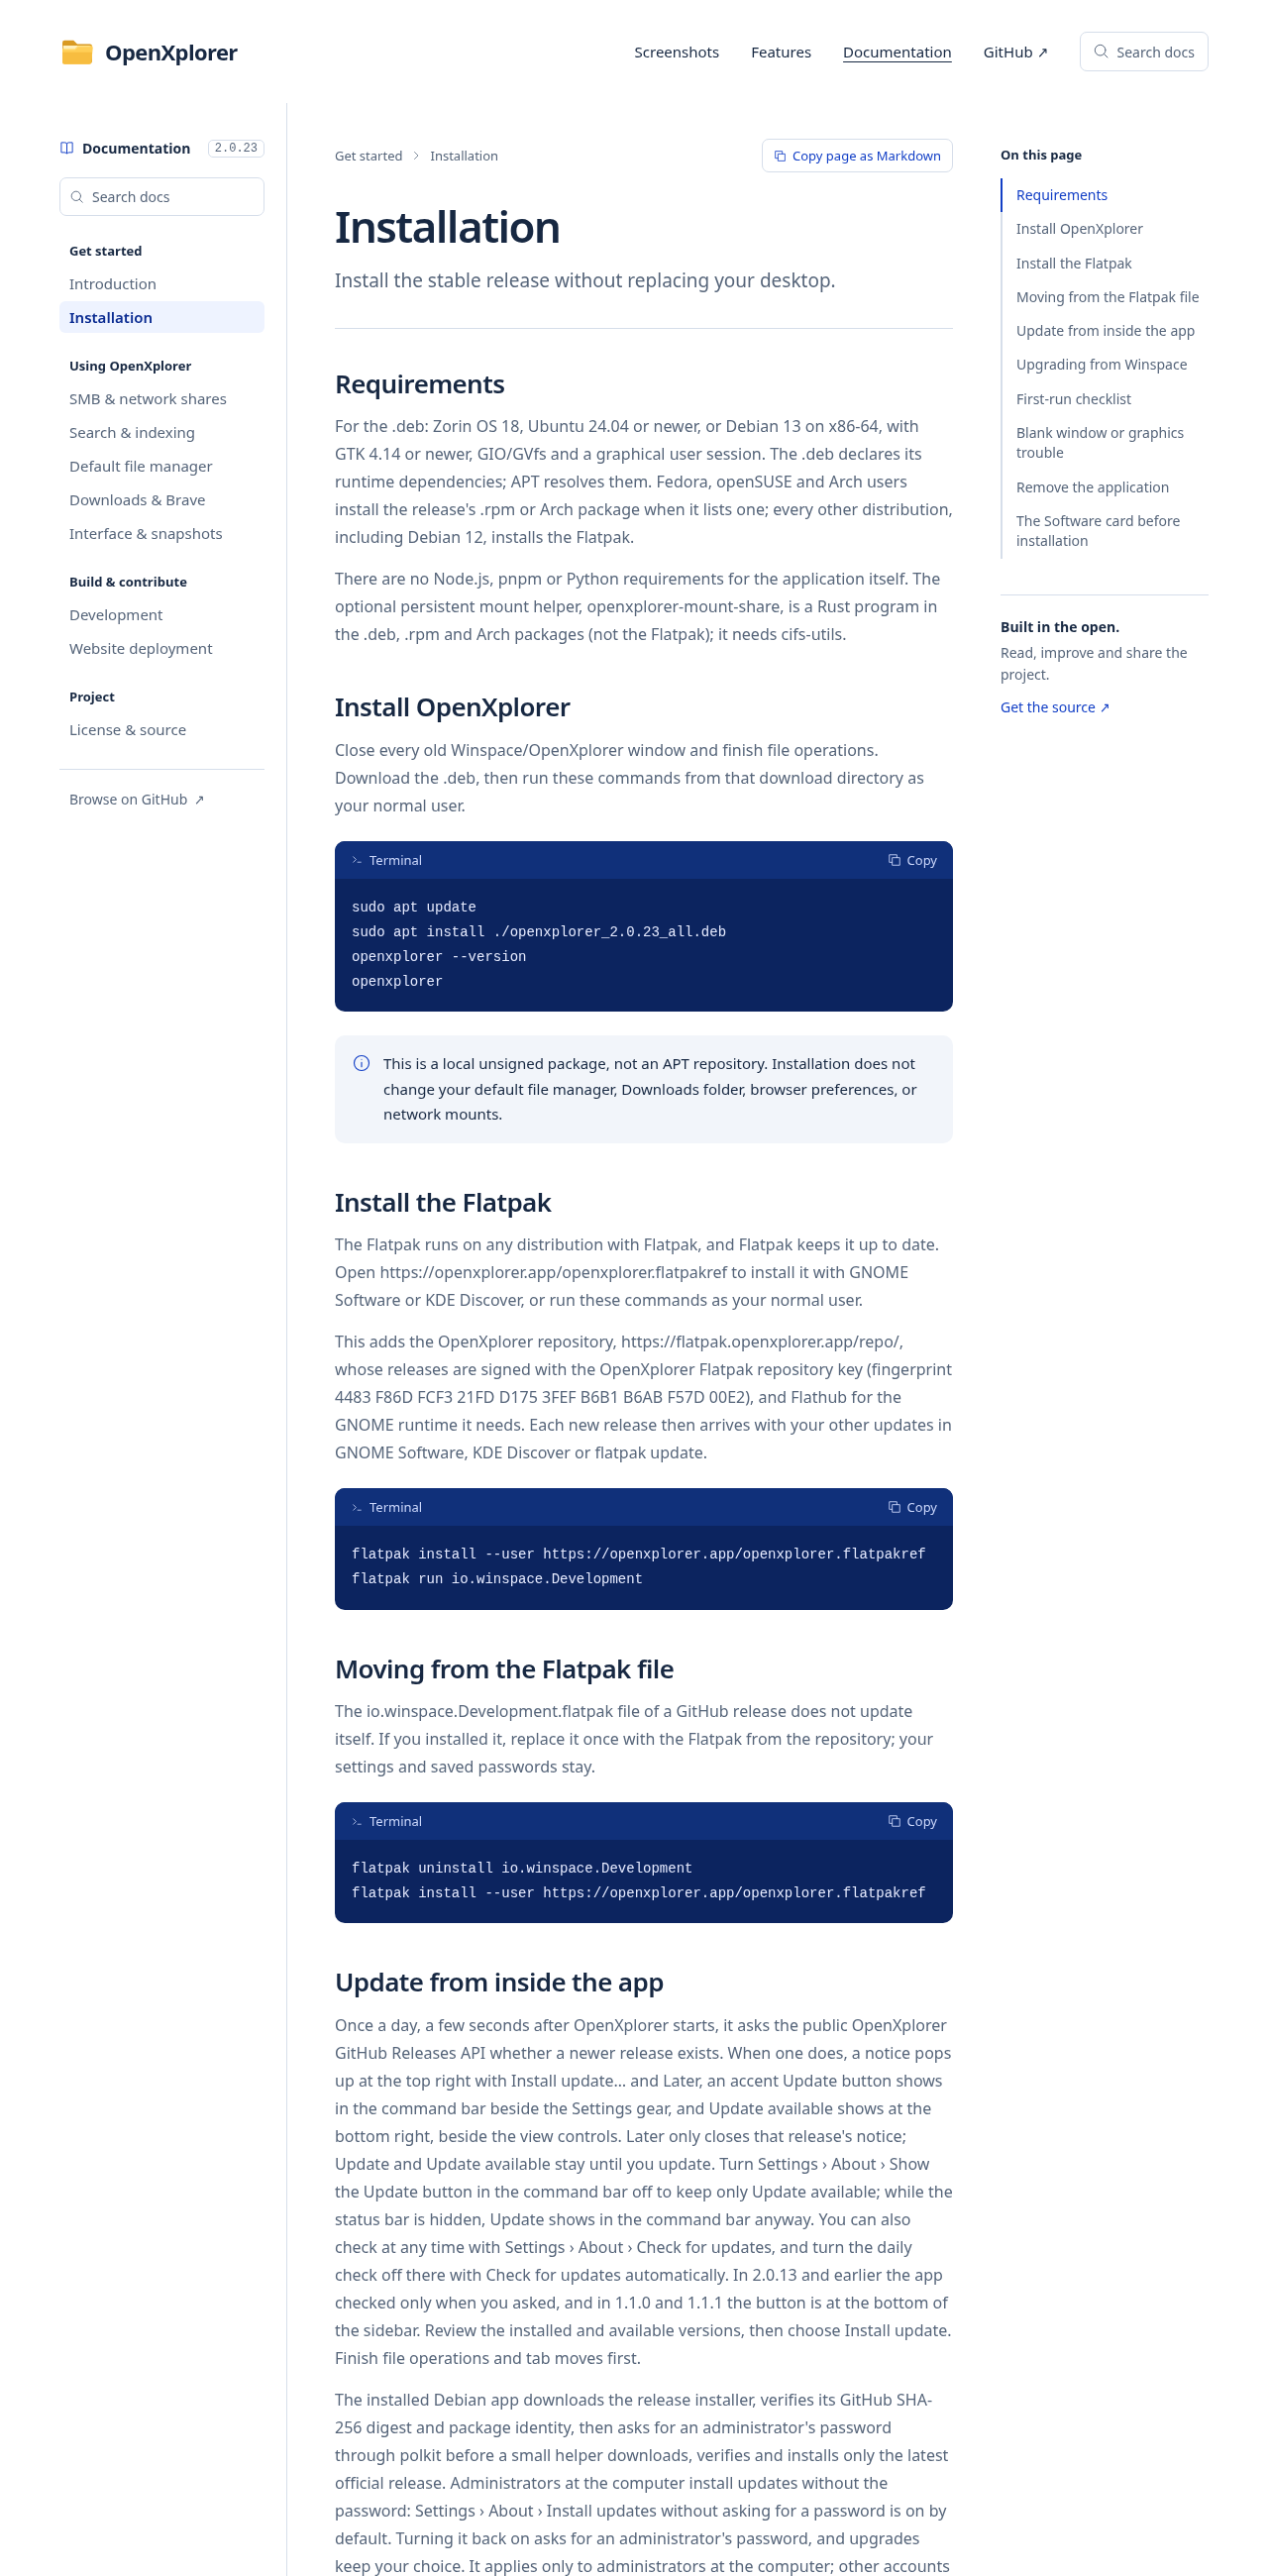 OpenXplorer
Screenshots
Features
Documentation
GitHub ↗
Search docs
Documentation
2.0.23
Search docs
Get started
Introduction
Installation
Using OpenXplorer
SMB & network shares
Search & indexing
Default file manager
Downloads & Brave
Interface & snapshots
Build & contribute
Development
Website deployment
Project
License & source
Browse on GitHub ↗
Get started > Installation
Copy page as Markdown
Installation
Install the stable release without replacing your desktop.
Requirements
For the .deb: Zorin OS 18, Ubuntu 24.04 or newer, or Debian 13 on x86-64, with
GTK 4.14 or newer, GIO/GVfs and a graphical user session. The .deb declares its
runtime dependencies; APT resolves them. Fedora, openSUSE and Arch users
install the release's .rpm or Arch package when it lists one; every other distribution,
including Debian 12, installs the Flatpak.
There are no Node.js, pnpm or Python requirements for the application itself. The
optional persistent mount helper, openxplorer-mount-share, is a Rust program in
the .deb, .rpm and Arch packages (not the Flatpak); it needs cifs-utils.
Install OpenXplorer
Close every old Winspace/OpenXplorer window and finish file operations.
Download the .deb, then run these commands from that download directory as
your normal user.
Terminal
Copy
sudo apt update
sudo apt install ./openxplorer_2.0.23_all.deb
openxplorer --version
openxplorer
This is a local unsigned package, not an APT repository. Installation does not
change your default file manager, Downloads folder, browser preferences, or
network mounts.
Install the Flatpak
The Flatpak runs on any distribution with Flatpak, and Flatpak keeps it up to date.
Open https://openxplorer.app/openxplorer.flatpakref to install it with GNOME
Software or KDE Discover, or run these commands as your normal user.
This adds the OpenXplorer repository, https://flatpak.openxplorer.app/repo/,
whose releases are signed with the OpenXplorer Flatpak repository key (fingerprint
4483 F86D FCF3 21FD D175 3FEF B6B1 B6AB F57D 00E2), and Flathub for the
GNOME runtime it needs. Each new release then arrives with your other updates in
GNOME Software, KDE Discover or flatpak update.
Terminal
Copy
flatpak install --user https://openxplorer.app/openxplorer.flatpakref
flatpak run io.winspace.Development
Moving from the Flatpak file
The io.winspace.Development.flatpak file of a GitHub release does not update
itself. If you installed it, replace it once with the Flatpak from the repository; your
settings and saved passwords stay.
Terminal
Copy
flatpak uninstall io.winspace.Development
flatpak install --user https://openxplorer.app/openxplorer.flatpakref
Update from inside the app
Once a day, a few seconds after OpenXplorer starts, it asks the public OpenXplorer
GitHub Releases API whether a newer release exists. When one does, a notice pops
up at the top right with Install update… and Later, an accent Update button shows
in the command bar beside the Settings gear, and Update available shows at the
bottom right, beside the view controls. Later only closes that release's notice;
Update and Update available stay until you update. Turn Settings › About › Show
the Update button in the command bar off to keep only Update available; while the
status bar is hidden, Update shows in the command bar anyway. You can also
check at any time with Settings › About › Check for updates, and turn the daily
check off there with Check for updates automatically. In 2.0.13 and earlier the app
checked only when you asked, and in 1.1.0 and 1.1.1 the button is at the bottom of
the sidebar. Review the installed and available versions, then choose Install update.
Finish file operations and tab moves first.
The installed Debian app downloads the release installer, verifies its GitHub SHA-
256 digest and package identity, then asks for an administrator's password
through polkit before a small helper downloads, verifies and installs only the latest
official release. Administrators at the computer install updates without the
password: Settings › About › Install updates without asking for a password is on by
default. Turning it back on asks for an administrator's password, and upgrades
keep your choice. It applies only to administrators at the computer; other accounts
On this page
Requirements
Install OpenXplorer
Install the Flatpak
Moving from the Flatpak file
Update from inside the app
Upgrading from Winspace
First-run checklist
Blank window or graphics
trouble
Remove the application
The Software card before
installation
Built in the open.
Read, improve and share the
project.
Get the source ↗